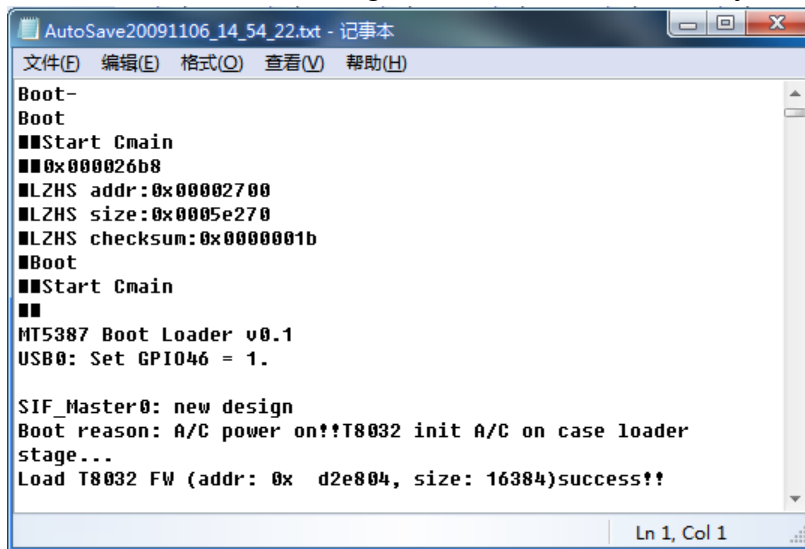 AutoSave20091106_14_54_22.txt - 记事本
文件(F) 编辑(E) 格式(O) 查看(V) 帮助(H)
Boot-
Boot
■■Start Cmain
■■0x000026b8
■LZHS addr:0x00002700
■LZHS size:0x0005e270
■LZHS checksum:0x0000001b
■Boot
■■Start Cmain
■■
MT5387 Boot Loader v0.1
USB0: Set GPIO46 = 1.
SIF_Master0: new design
Boot reason: A/C power on!!T8032 init A/C on case loader
stage...
Load T8032 FW (addr: 0x  d2e804, size: 16384)success!!
Ln 1, Col 1